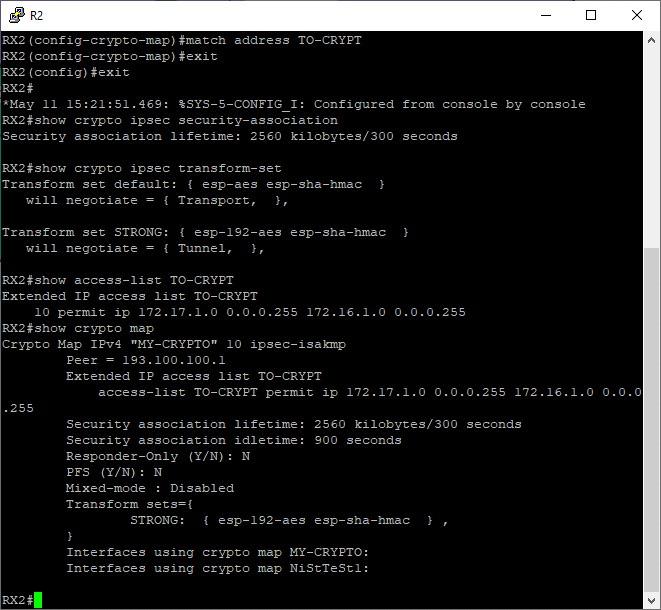 R2
RX2(config-crypto-map)#match address TO-CRYPT
RX2(config-crypto-map)#exit
RX2(config)#exit
RX2#
*May 11 15:21:51.469: %SYS-5-CONFIG_I: Configured from console by console
RX2#show crypto ipsec security-association
Security association lifetime: 2560 kilobytes/300 seconds
RX2#show crypto ipsec transform-set
Transform set default: { esp-aes esp-sha-hmac  }
   will negotiate = { Transport,  },
Transform set STRONG: { esp-192-aes esp-sha-hmac  }
   will negotiate = { Tunnel,  },
RX2#show access-list TO-CRYPT
Extended IP access list TO-CRYPT
    10 permit ip 172.17.1.0 0.0.0.255 172.16.1.0 0.0.0.255
RX2#show crypto map
Crypto Map IPv4 "MY-CRYPTO" 10 ipsec-isakmp
        Peer = 193.100.100.1
        Extended IP access list TO-CRYPT
            access-list TO-CRYPT permit ip 172.17.1.0 0.0.0.255 172.16.1.0 0.0.0
.255
        Security association lifetime: 2560 kilobytes/300 seconds
        Security association idletime: 900 seconds
        Responder-Only (Y/N): N
        PFS (Y/N): N
        Mixed-mode : Disabled
        Transform sets={
                STRONG:  { esp-192-aes esp-sha-hmac  } ,
        }
        Interfaces using crypto map MY-CRYPTO:
        Interfaces using crypto map NiStTeSt1:
RX2#